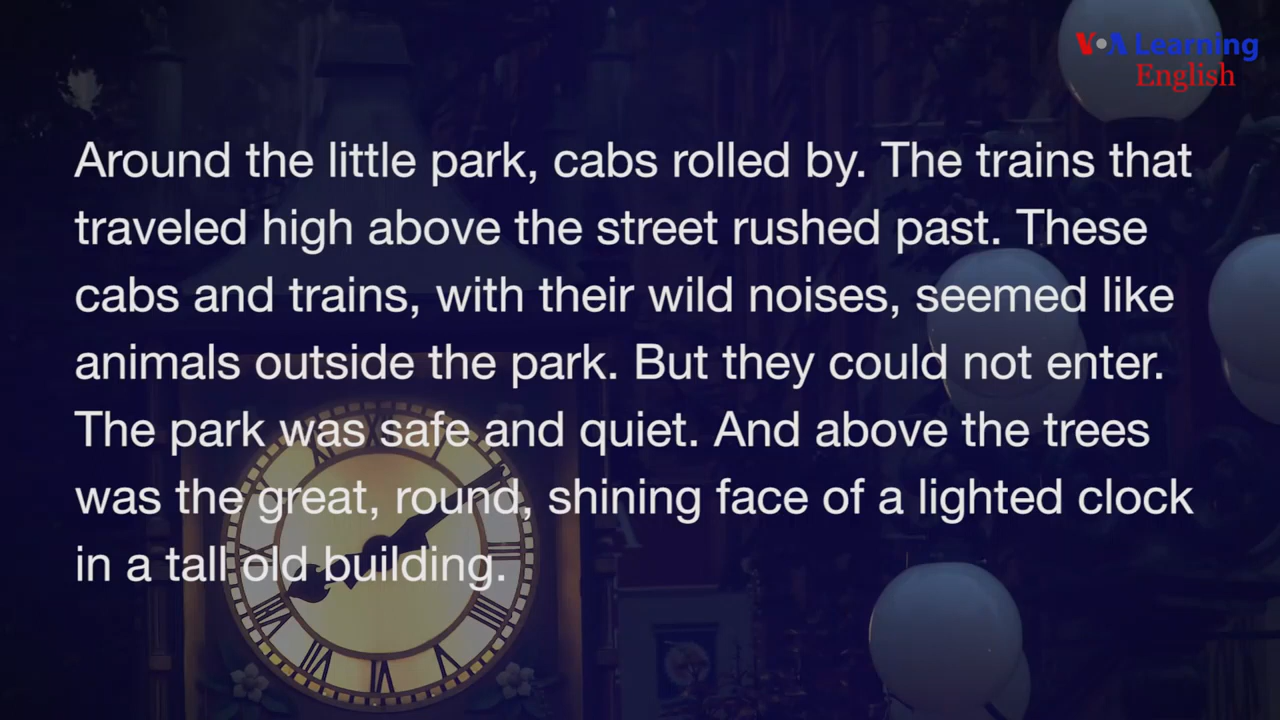 VOA Learning
English
Around the little park, cabs rolled by. The trains that
traveled high above the street rushed past. These
cabs and trains, with their wild noises, seemed like
animals outside the park. But they could not enter.
The park was safe and quiet. And above the trees
was the great, round, shining face of a lighted clock
in a tall old building.